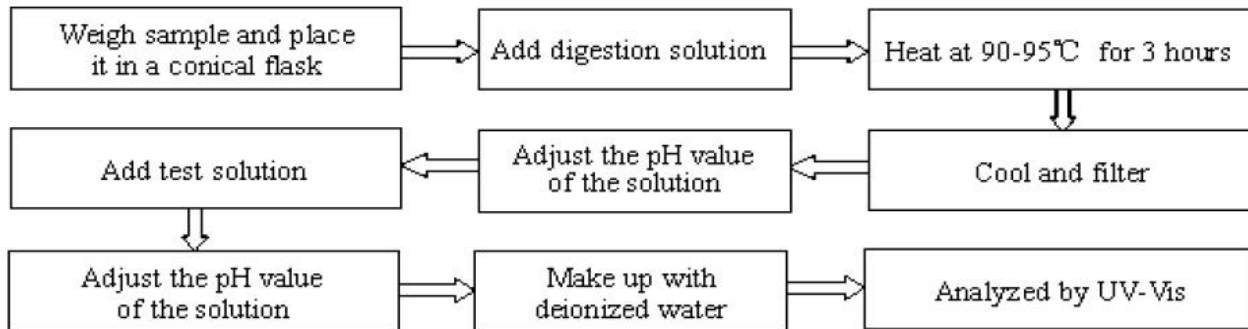 Weigh sample and place
it in a conical flask
Add digestion solution
Heat at 90-95℃ for 3 hours
Cool and filter
Adjust the pH value
of the solution
Add test solution
Adjust the pH value
of the solution
Make up with
deionized water
Analyzed by UV-Vis